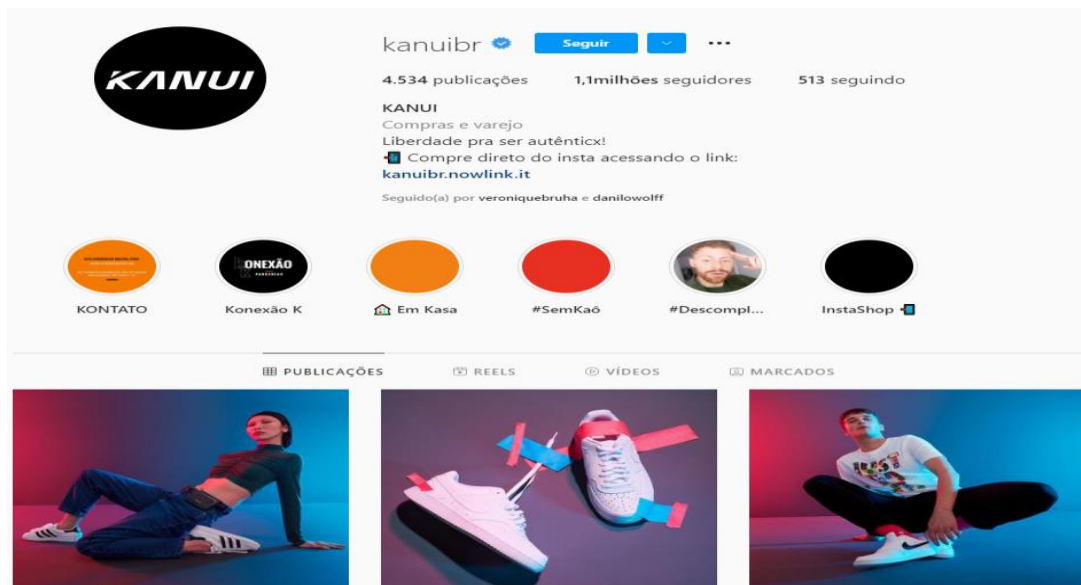 KANUI
kanuibr
Seguir
4.534 publicações 1,1milhões seguidores 513 seguindo
KANUI
Compras e varejo
Liberdade pra ser autênticx!
Compre direto do insta acessando o link:
kanuibr.nowlink.it
Seguido(a) por veroniquebruha e danilowolff
KONEXÃO
KONTATO Konexão K Em Kasa #SemKaô #Descompl... InstaShop
PUBLICAÇÕES REELS VÍDEOS MARCADOS